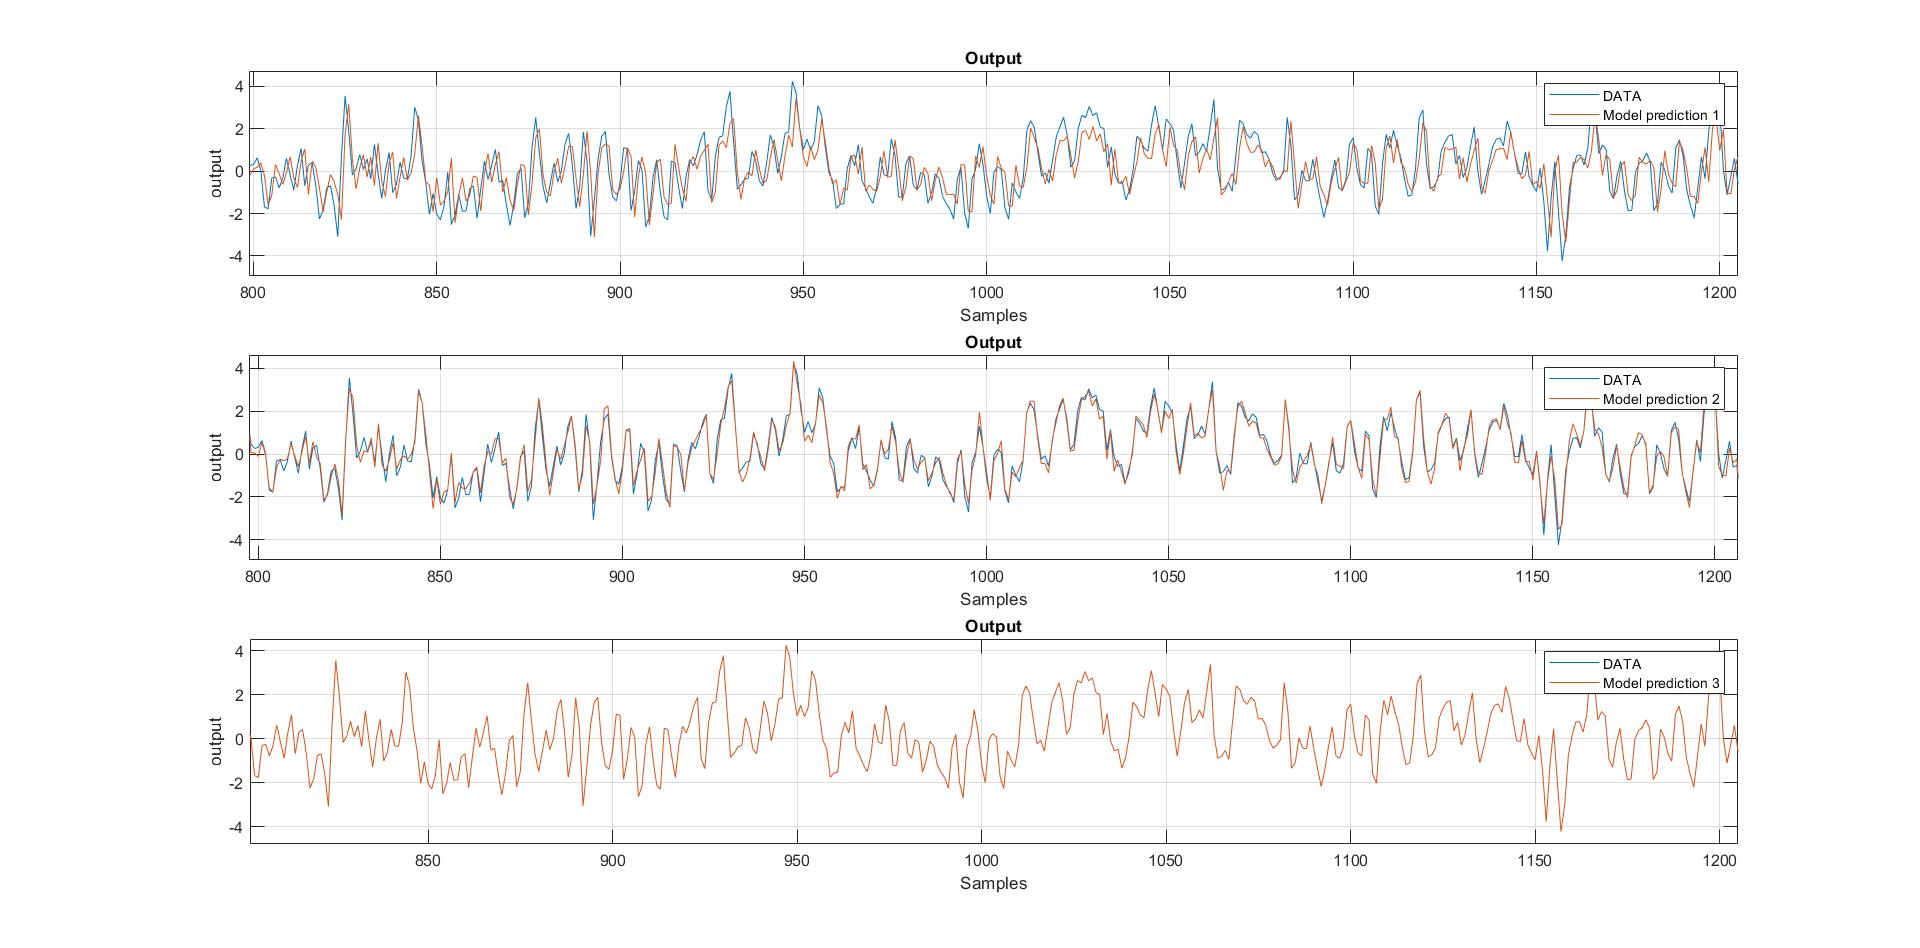 Output
4
2
0
-2
-4
output
DATA
Model prediction 1
800 850 900 950 1000 1050 1100 1150 1200
Samples
Output
4
2
0
-2
-4
output
DATA
Model prediction 2
800 850 900 950 1000 1050 1100 1150 1200
Samples
Output
4
2
0
-2
-4
output
DATA
Model prediction 3
850 900 950 1000 1050 1100 1150 1200
Samples